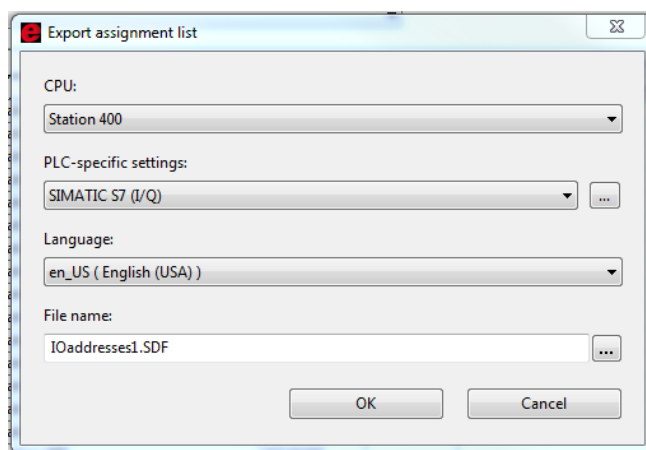 Export assignment list
CPU:
Station 400
PLC-specific settings:
SIMATIC S7 (I/Q)
...
Language:
en_US ( English (USA) )
File name:
IOaddresses1.SDF
...
OK Cancel